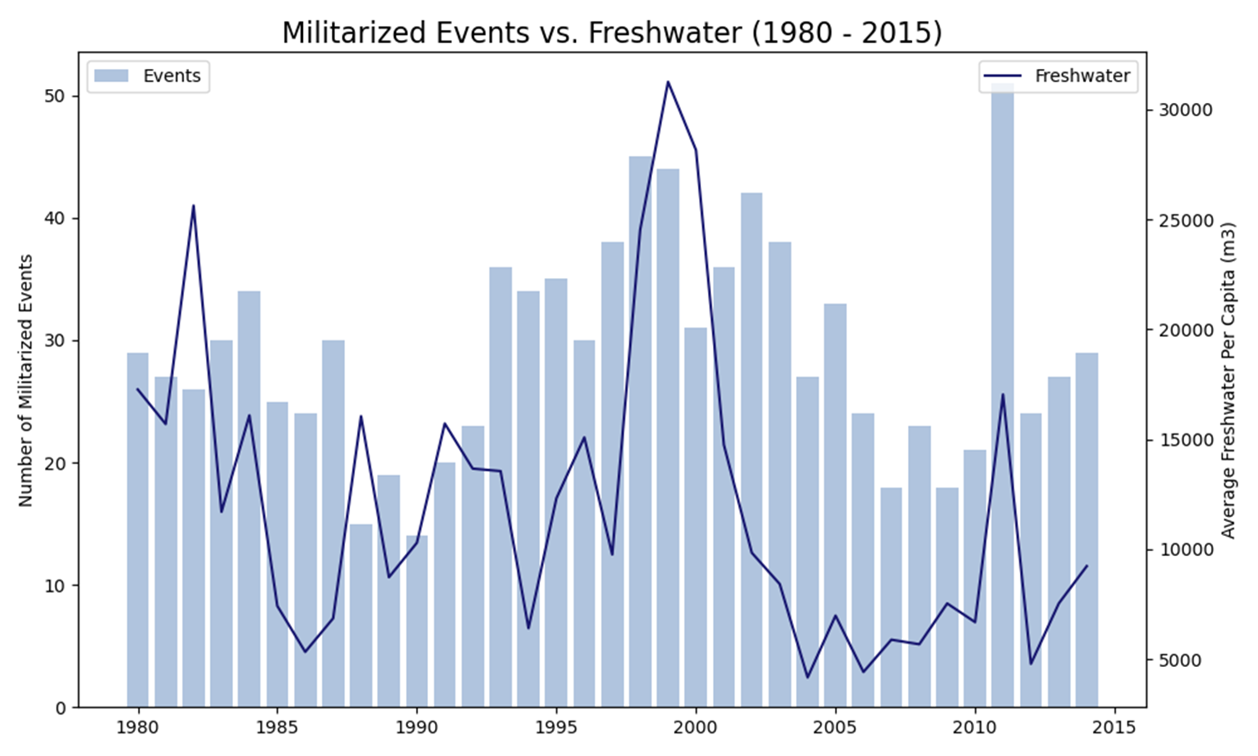 Militarized Events vs. Freshwater (1980 - 2015)
Events
Freshwater
50
40
30
20
10
0
Number of Militarized Events
30000
25000
20000
15000
10000
5000
Average Freshwater Per Capita (m3)
1980 1985 1990 1995 2000 2005 2010 2015